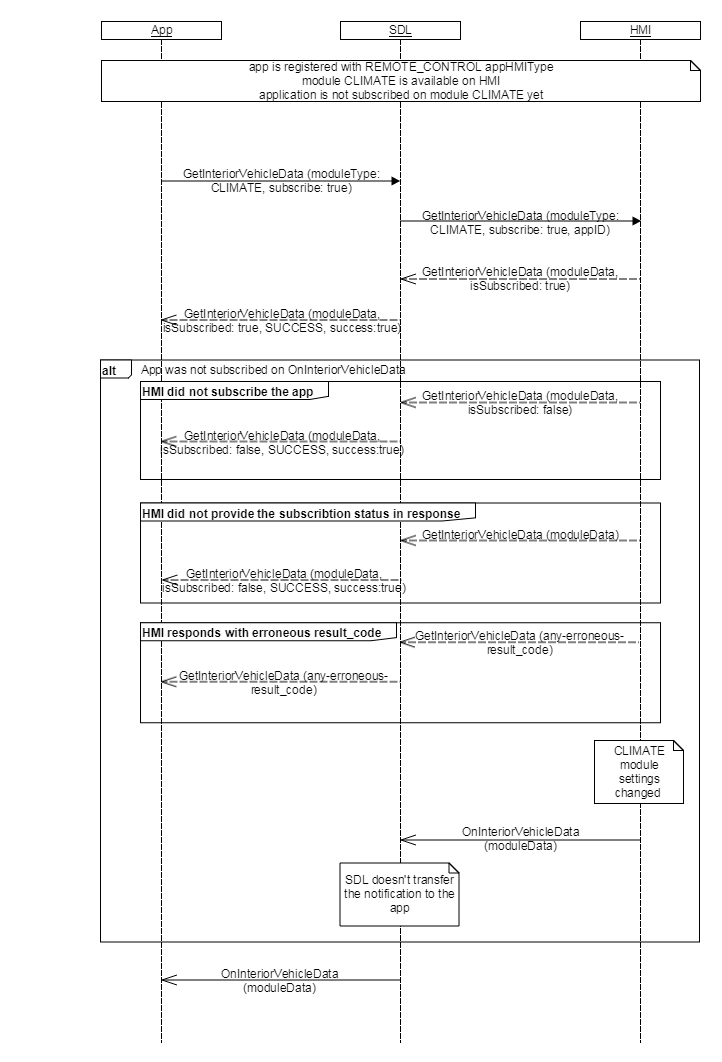 App
SDL
HMI
app is registered with REMOTE_CONTROL appHMIType
module CLIMATE is available on HMI
application is not subscribed on module CLIMATE yet
GetInteriorVehicleData (moduleType:
CLIMATE, subscribe: true)
GetInteriorVehicleData (moduleType:
CLIMATE, subscribe: true, appID)
GetInteriorVehicleData (moduleData,
isSubscribed: true)
GetInteriorVehicleData (moduleData,
isSubscribed: true, SUCCESS, success:true)
alt
App was not subscribed on OnInteriorVehicleData
HMI did not subscribe the app
GetInteriorVehicleData (moduleData,
isSubscribed: false)
GetInteriorVehicleData (moduleData,
isSubscribed: false, SUCCESS, success:true)
HMI did not provide the subscribtion status in response
GetInteriorVehicleData (moduleData)
GetInteriorVehicleData (moduleData,
isSubscribed: false, SUCCESS, success:true)
HMI responds with erroneous result_code
GetInteriorVehicleData (any-erroneous-
result_code)
GetInteriorVehicleData (any-erroneous-
result_code)
CLIMATE
module
settings
changed
OnInteriorVehicleData
(moduleData)
SDL doesn't transfer
the notification to the
app
OnInteriorVehicleData
(moduleData)